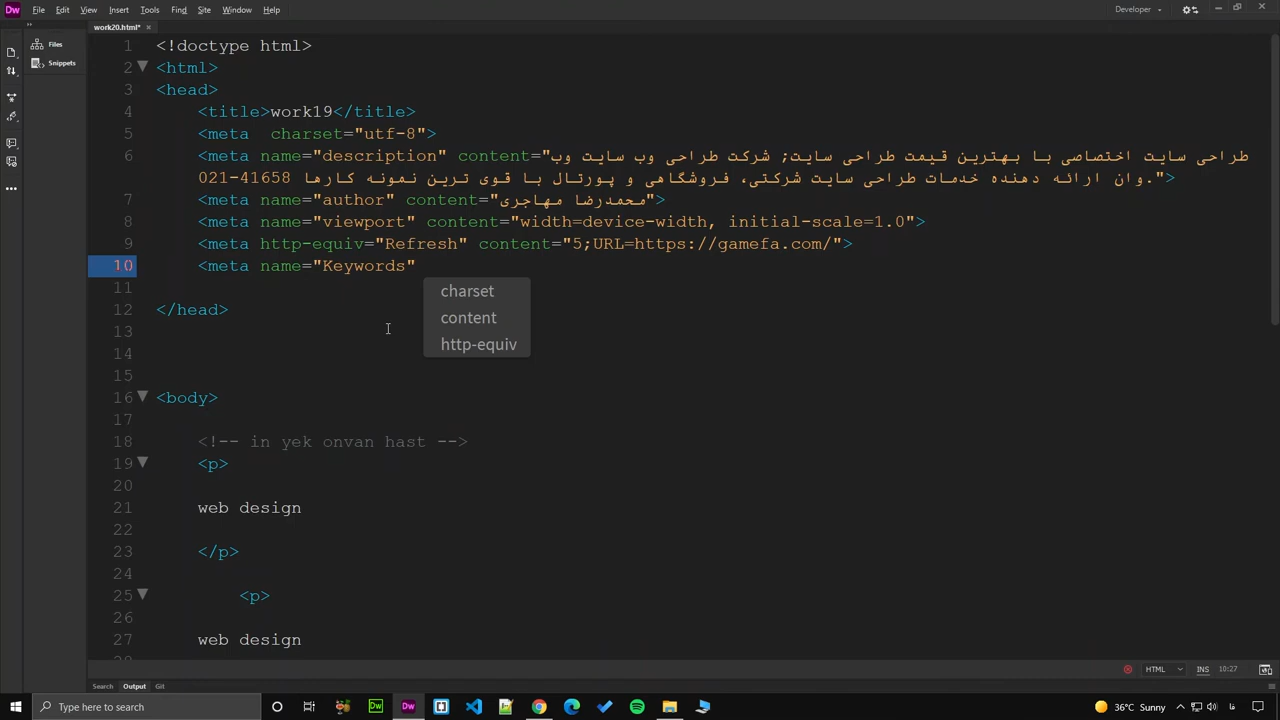 Dw File Edit View Insert Tools Find Site Window Help Developer
work20.html*
Files
Snippets
1 <!doctype html>
2 <html>
3 <head>
4 <title>work19</title>
5 <meta  charset="utf-8">
6 <meta name="description" content="طراحی سایت اختصاصی با بهترین قیمت طراحی سایت; شرکت طراحی وب سایت وب
وان ارائه دهنده خدمات طراحی سایت شرکتی، فروشگاهی و پورتال با قوی ترین نمونه کارها 41658-021.">
7 <meta name="author" content="محمدرضا مهاجری">
8 <meta name="viewport" content="width=device-width, initial-scale=1.0">
9 <meta http-equiv="Refresh" content="5;URL=https://gamefa.com/">
10 <meta name="Keywords"
11
charset
12 </head>
content
13
http-equiv
14
15
16 <body>
17
18 <!-- in yek onvan hast -->
19 <p>
20
21 web design
22
23 </p>
24
25 <p>
26
27 web design
28
HTML INS 10:27
Search Output Git
Type here to search
Dw Dw
36°C Sunny فا